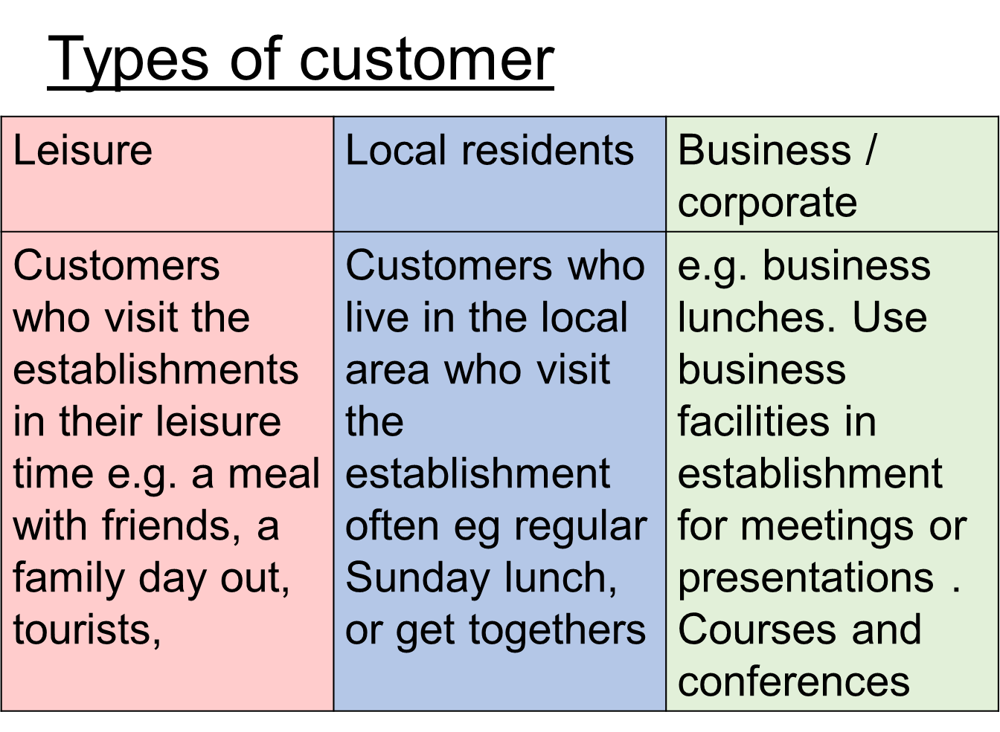 Types of customer
Leisure
Local residents
Business /
corporate
Customers
who visit the
establishments
in their leisure
time e.g. a meal
with friends, a
family day out,
tourists,
Customers who
live in the local
area who visit
the
establishment
often eg regular
Sunday lunch,
or get togethers
e.g. business
lunches. Use
business
facilities in
establishment
for meetings or
presentations .
Courses and
conferences